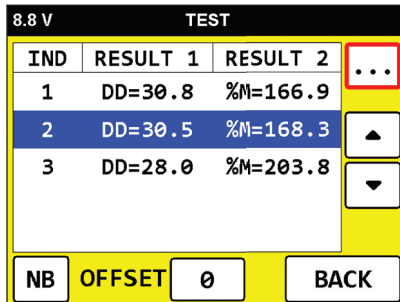 8.8 V TEST
IND RESULT 1 RESULT 2 ...
1 DD=30.8 %M=166.9
2 DD=30.5 %M=168.3
3 DD=28.0 %M=203.8
NB OFFSET 0 BACK